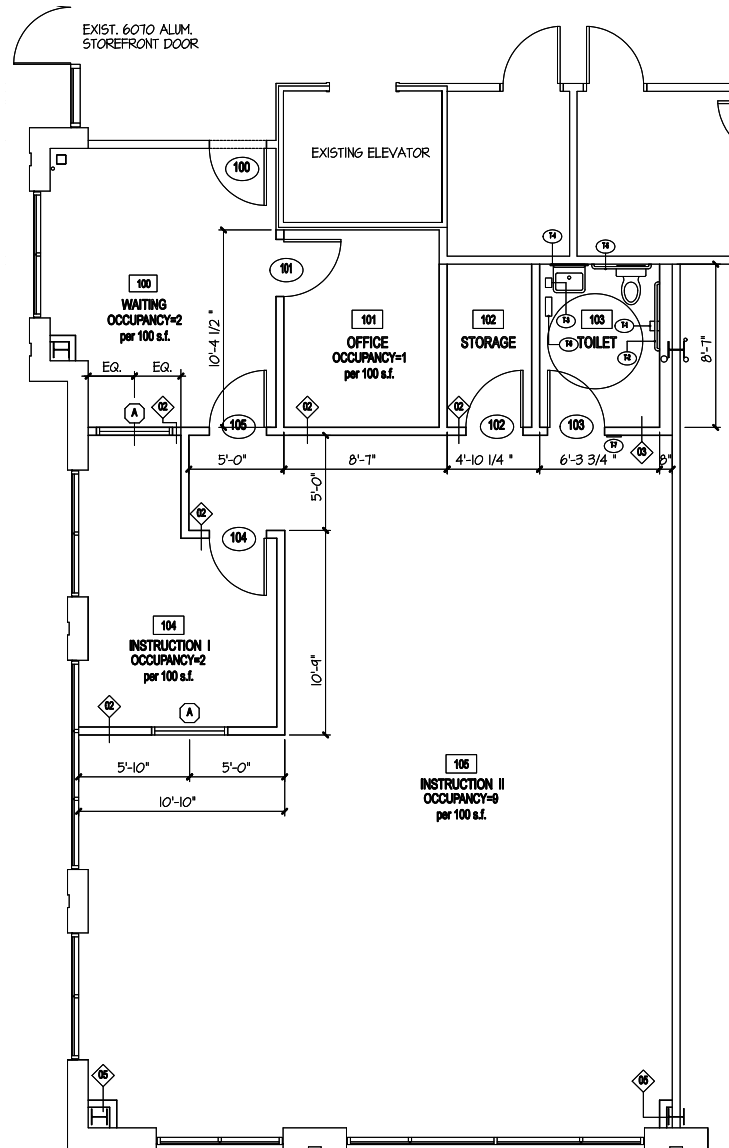 EXIST. 6070 ALUM.
STOREFRONT DOOR
EXISTING ELEVATOR
100
100
WAITING
OCCUPANCY=2
per 100 s.f.
101
10'-4 1/2 "
101
OFFICE
OCCUPANCY=1
per 100 s.f.
102
STORAGE
103
TOILET
8'-7"
EQ.
EQ.
A
02
105
02
02
102
103
03
5'-0"
8'-7"
4'-10 1/4 "
6'-3 3/4 "
8"
5'-0"
02
104
104
INSTRUCTION I
OCCUPANCY=2
per 100 s.f.
10'-9"
02
A
5'-10"
5'-0"
10'-10"
105
INSTRUCTION II
OCCUPANCY=9
per 100 s.f.
05
05